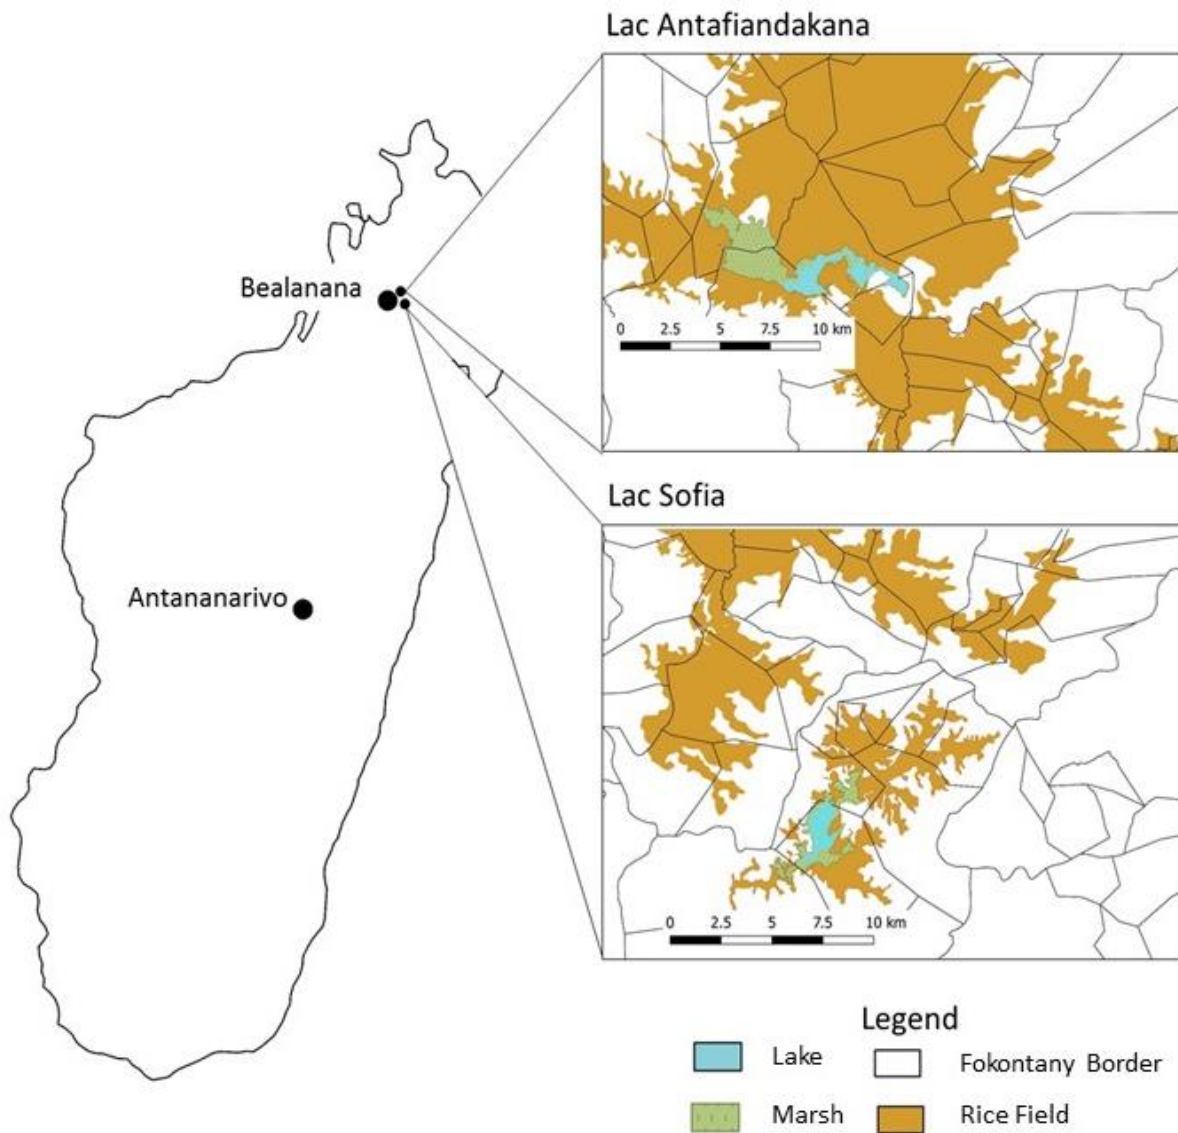 Lac Antafiandakana
Bealanana
0 2.5 5 7.5 10 km
Lac Sofia
Antananarivo
0 2.5 5 7.5 10 km
Legend
Lake
Fokontany Border
Marsh
Rice Field